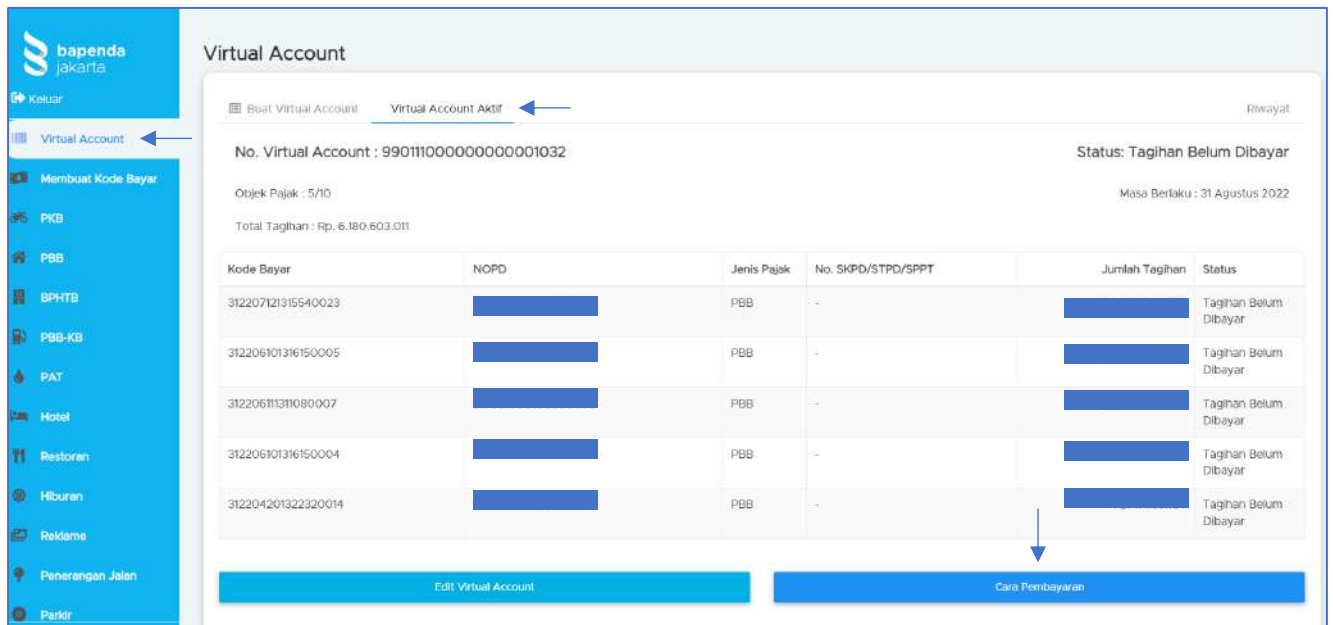 bapenda
jakarta
Keluar
Virtual Account
Membuat Kode Bayar
PKB
PBB
BPHTB
PBB-KB
PAT
Hotel
Restoran
Hiburan
Reklame
Penerangan Jalan
Parkir
Virtual Account
Buat Virtual Account Virtual Account Aktif Riwayat
No. Virtual Account : 990111000000000001032 Status: Tagihan Belum Dibayar
Objek Pajak : 5/10 Masa Berlaku : 31 Agustus 2022
Total Tagihan : Rp. 6.180.603.011
Kode Bayar NOPD Jenis Pajak No. SKPD/STPD/SPPT Jumlah Tagihan Status
312207121315540023 PBB - Tagihan Belum
Dibayar
312206101316150005 PBB - Tagihan Belum
Dibayar
312206111311080007 PBB - Tagihan Belum
Dibayar
312206101316150004 PBB - Tagihan Belum
Dibayar
312204201322320014 PBB - Tagihan Belum
Dibayar
Edit Virtual Account Cara Pembayaran